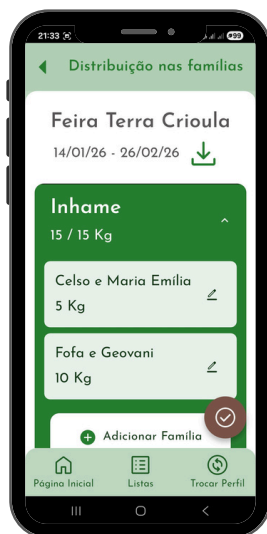 21:33
99
Distribuição nas famílias
Feira Terra Crioula
14/01/26 - 26/02/26
Inhame
15 / 15 Kg
Celso e Maria Emília
5 Kg
Fofa e Geovani
10 Kg
Adicionar Família
Página Inicial Listas Trocar Perfil